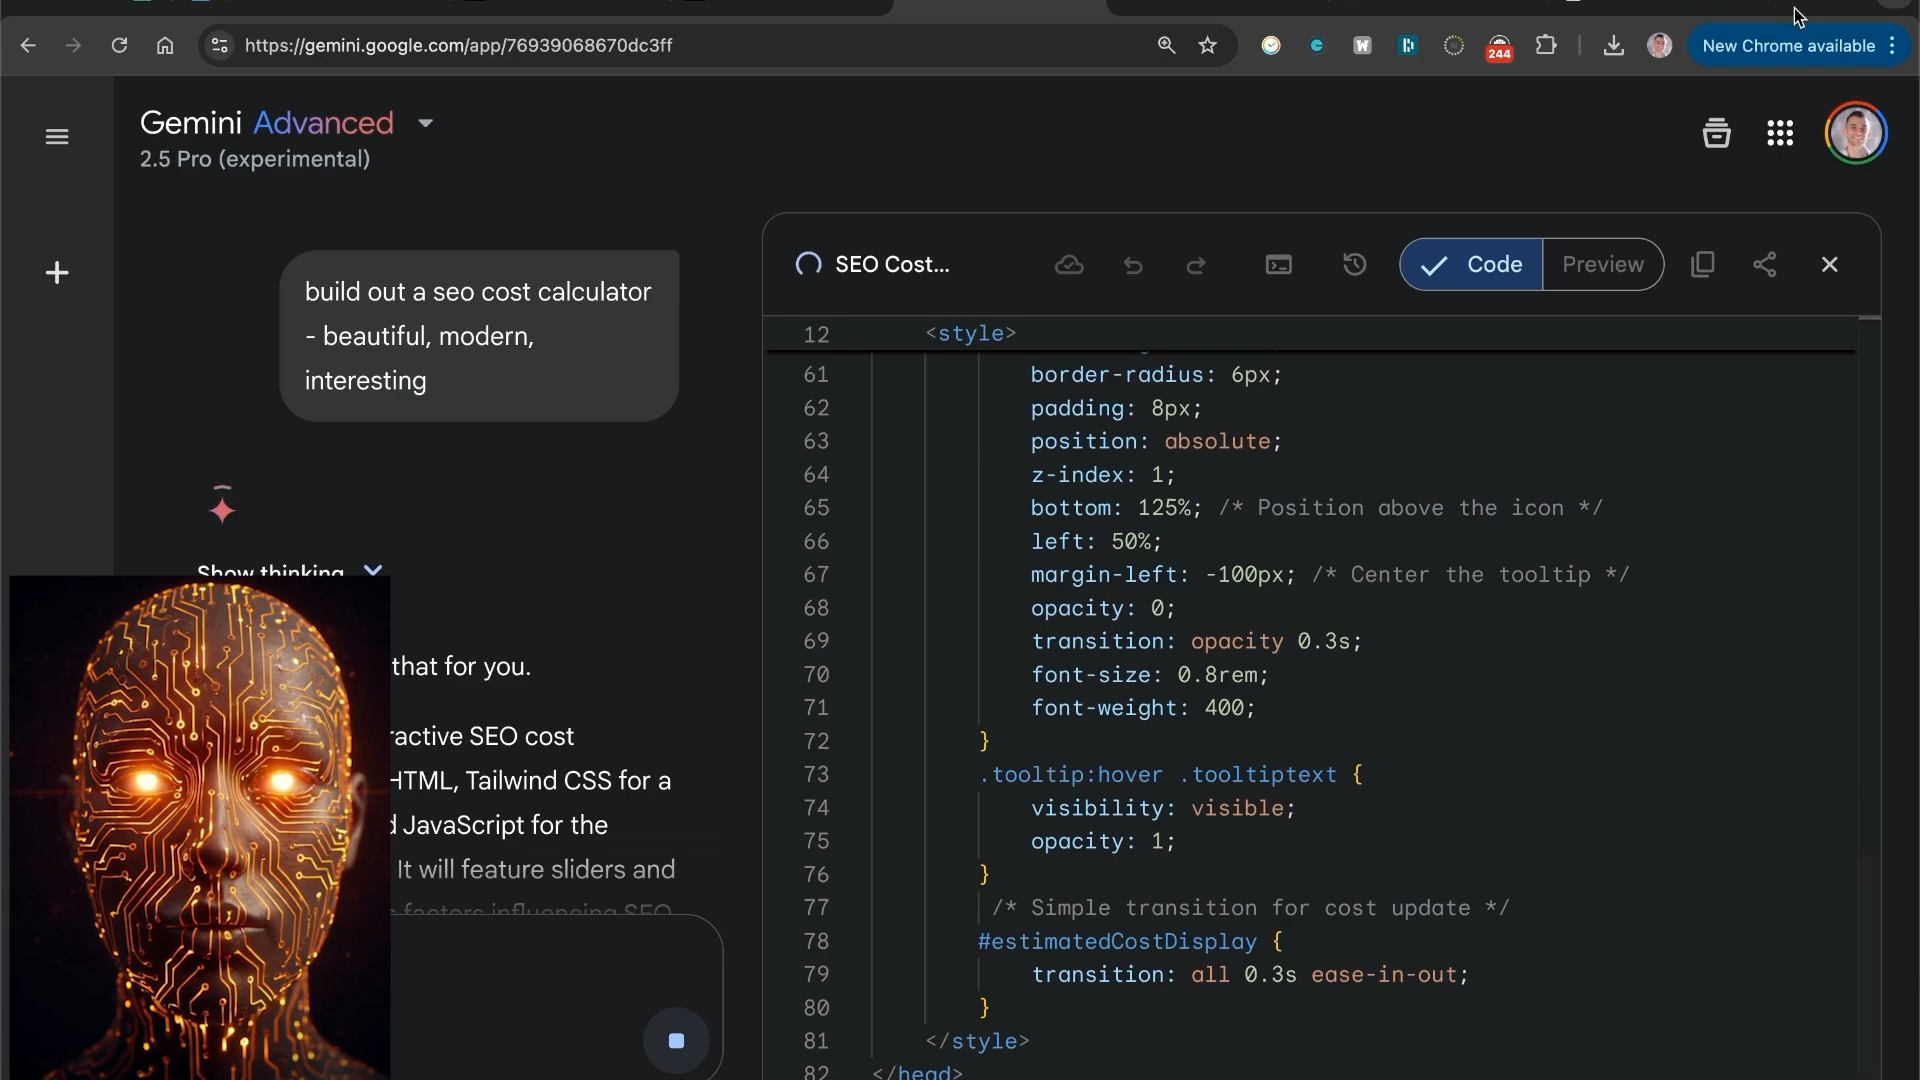 https://gemini.google.com/app/76939068670dc3ff
244
New Chrome available
Gemini Advanced
2.5 Pro (experimental)
build out a seo cost calculator
- beautiful, modern,
interesting
Show thinking
that for you.
ractive SEO cost
HTML, Tailwind CSS for a
d JavaScript for the
It will feature sliders and
factors influencing SEO
SEO Cost...
Code
Preview
12 <style>
61 border-radius: 6px;
62 padding: 8px;
63 position: absolute;
64 z-index: 1;
65 bottom: 125%; /* Position above the icon */
66 left: 50%;
67 margin-left: -100px; /* Center the tooltip */
68 opacity: 0;
69 transition: opacity 0.3s;
70 font-size: 0.8rem;
71 font-weight: 400;
72 }
73 .tooltip:hover .tooltiptext {
74 visibility: visible;
75 opacity: 1;
76 }
77 /* Simple transition for cost update */
78 #estimatedCostDisplay {
79 transition: all 0.3s ease-in-out;
80 }
81 </style>
82 </head>